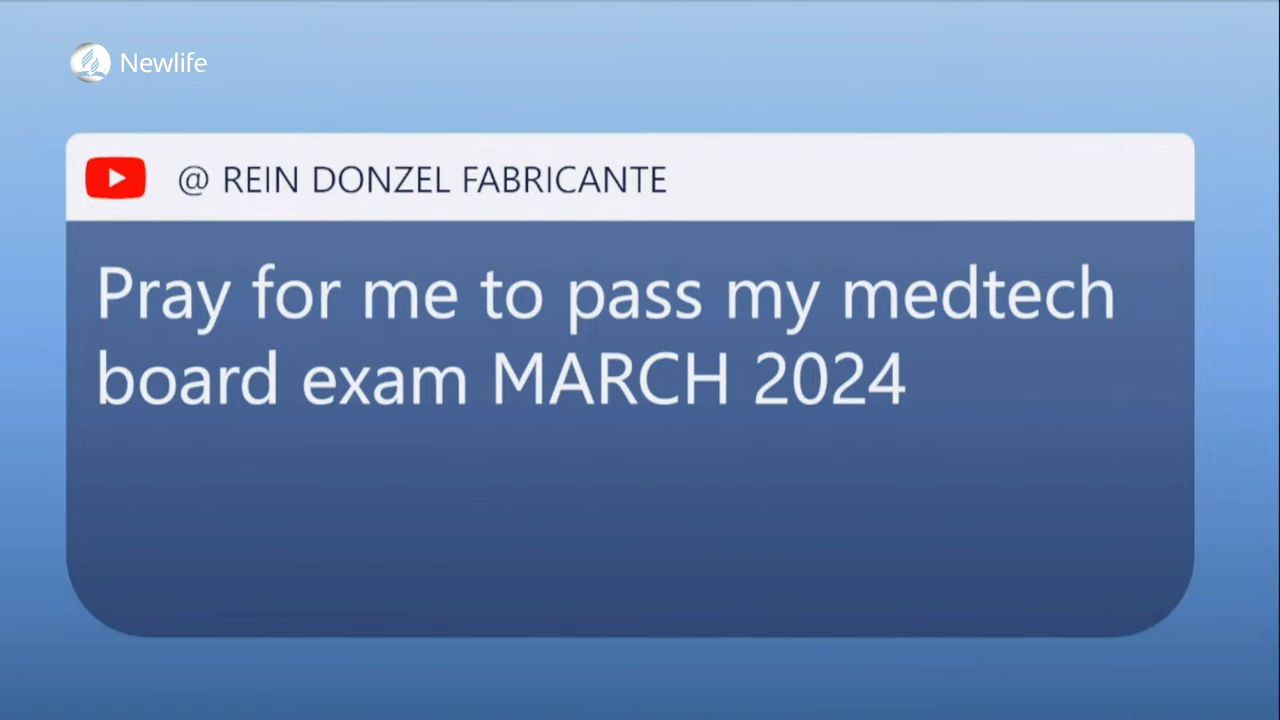 Newlife
@ REIN DONZEL FABRICANTE
Pray for me to pass my medtech
board exam MARCH 2024